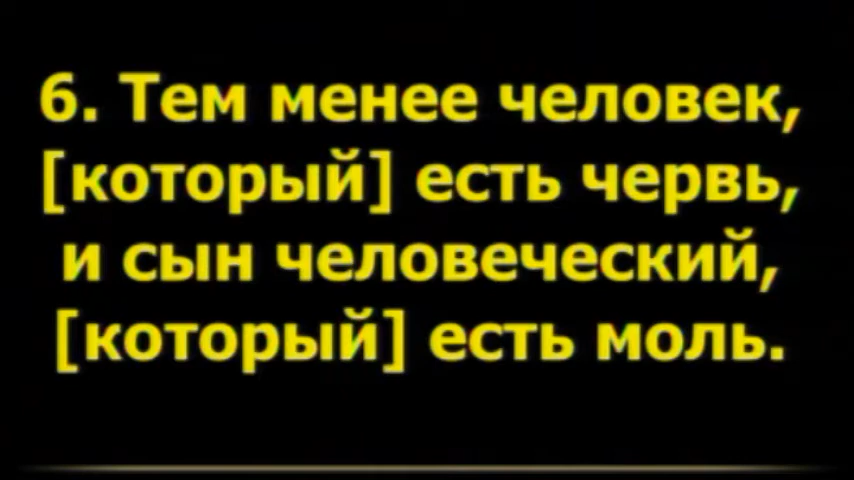 6. Тем менее человек,
[который] есть червь,
и сын человеческий,
[который] есть моль.